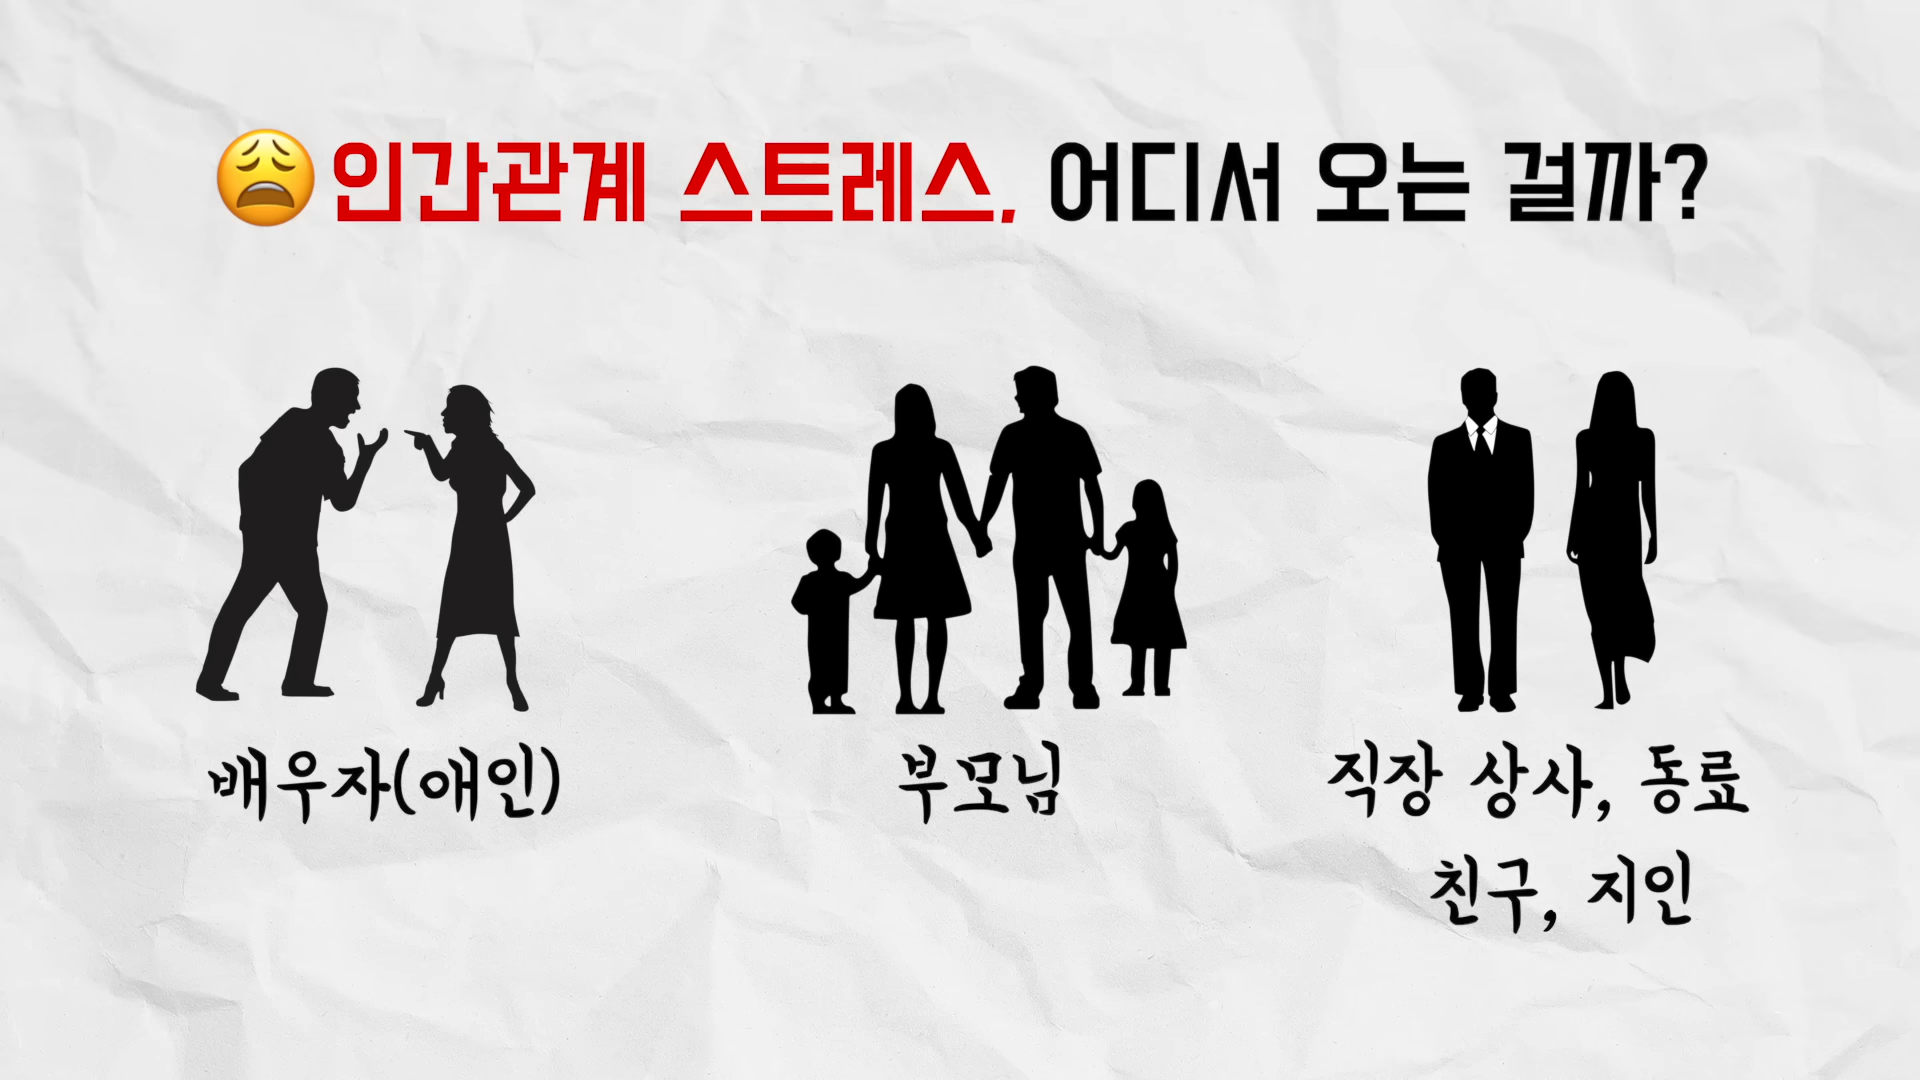 인간관계 스트레스, 어디서 오는 걸까?
배우자(애인)
부모님
직장 상사, 동료
친구, 지인